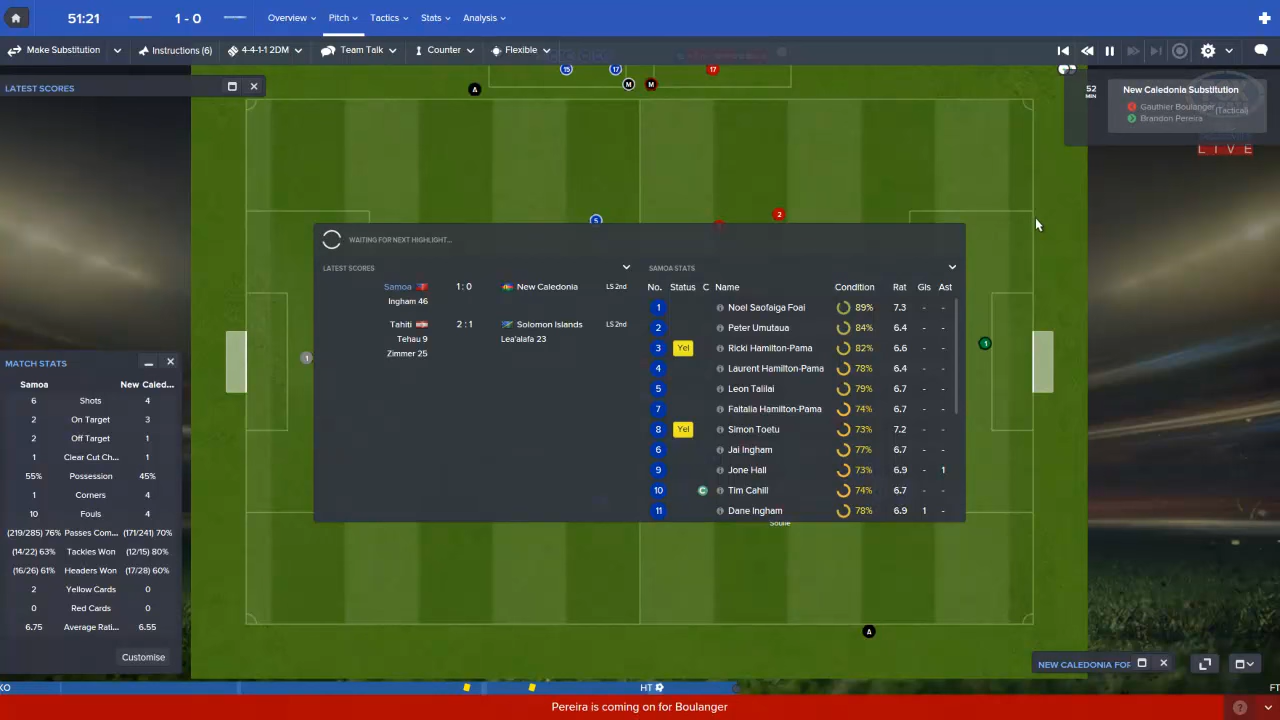 51:21 1 - 0 Overview Pitch Tactics Stats Analysis
Make Substitution Instructions (6) 4-4-1-1 2DM Team Talk Counter Flexible
LATEST SCORES
15 17 17
A M M
52 MIN
New Caledonia Substitution
Gauthier Boulanger (Tactical)
Brandon Pereira
LIVE
5 2
WAITING FOR NEXT HIGHLIGHT...
LATEST SCORES
Samoa 1 : 0 New Caledonia LS 2nd
Ingham 46
Tahiti 2 : 1 Solomon Islands LS 2nd
Tehau 9 Lea'alafa 23
Zimmer 25
SAMOA STATS
No. Status C Name Condition Rat Gls Ast
1 Noel Saofaiga Foai 89% 7.3 - -
2 Peter Umutaua 84% 6.4 - -
3 Yel Ricki Hamilton-Pama 82% 6.6 - -
4 Laurent Hamilton-Pama 78% 6.4 - -
5 Leon Talilai 79% 6.7 - -
7 Faitalia Hamilton-Pama 74% 6.7 - -
8 Yel Simon Toetu 73% 7.2 - -
6 Jai Ingham 77% 6.7 - -
9 Jone Hall 73% 6.9 - 1
10 C Tim Cahill 74% 6.7 - -
11 Dane Ingham 78% 6.9 1 -
1
1
MATCH STATS
Samoa New Caled...
6 Shots 4
2 On Target 3
2 Off Target 1
1 Clear Cut Ch... 1
55% Possession 45%
1 Corners 4
10 Fouls 4
(219/285) 76% Passes Com... (171/241) 70%
(14/22) 63% Tackles Won (12/15) 80%
(16/26) 61% Headers Won (17/28) 60%
2 Yellow Cards 0
0 Red Cards 0
6.75 Average Rati... 6.55
Customise
A
NEW CALEDONIA FOR
KO HT FT
Pereira is coming on for Boulanger